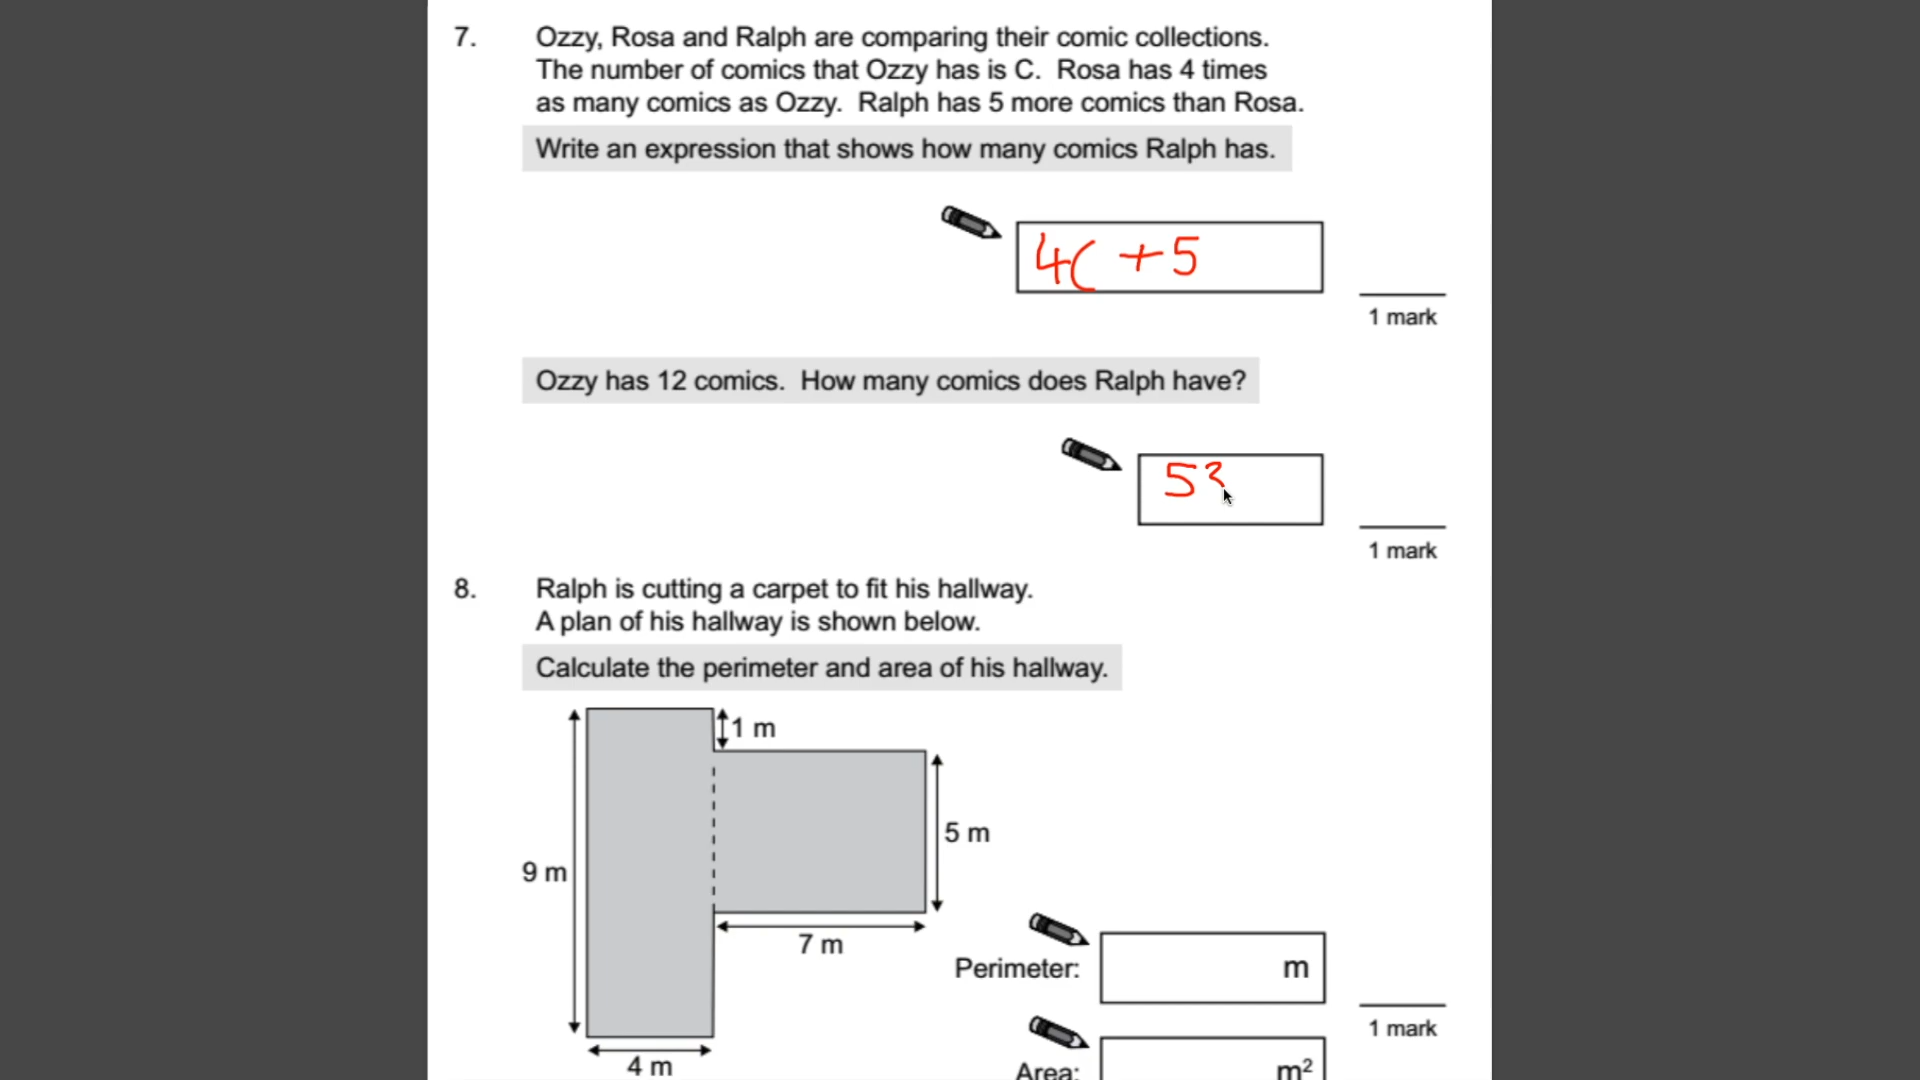 7. Ozzy, Rosa and Ralph are comparing their comic collections.
The number of comics that Ozzy has is C. Rosa has 4 times
as many comics as Ozzy. Ralph has 5 more comics than Rosa.
Write an expression that shows how many comics Ralph has.
4C + 5
1 mark
Ozzy has 12 comics. How many comics does Ralph have?
53
1 mark
8. Ralph is cutting a carpet to fit his hallway.
A plan of his hallway is shown below.
Calculate the perimeter and area of his hallway.
1 m
5 m
9 m
7 m
Perimeter: m
1 mark
4 m
Area: m²